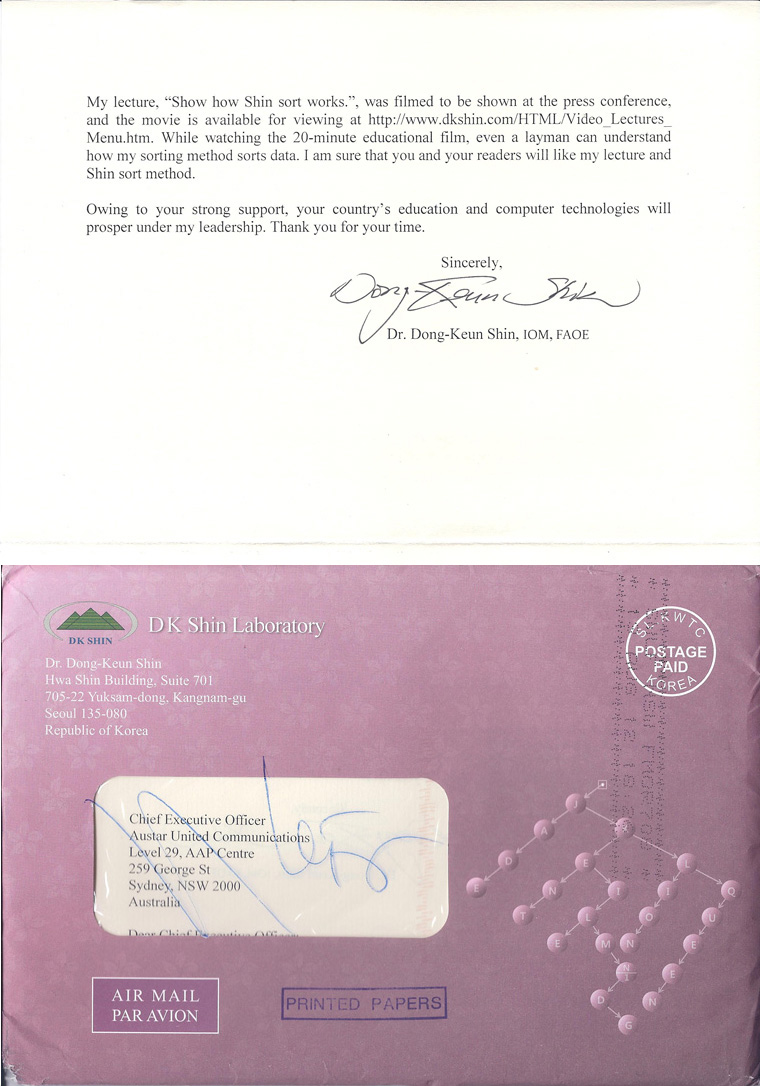 My lecture, “Show how Shin sort works.”, was filmed to be shown at the press conference,
and the movie is available for viewing at http://www.dkshin.com/HTML/Video_Lectures_
Menu.htm. While watching the 20-minute educational film, even a layman can understand
how my sorting method sorts data. I am sure that you and your readers will like my lecture and
Shin sort method.
Owing to your strong support, your country’s education and computer technologies will
prosper under my leadership. Thank you for your time.
Sincerely,
Dong-Keun Shin
Dr. Dong-Keun Shin, IOM, FAOE
DK SHIN
DK Shin Laboratory
Dr. Dong-Keun Shin
Hwa Shin Building, Suite 701
705-22 Yuksam-dong, Kangnam-gu
Seoul 135-080
Republic of Korea
POSTAGE
PAID
KOREA
Chief Executive Officer
Austar United Communications
Level 29, AAP Centre
259 George St
Sydney, NSW 2000
Australia
Dear Chief Executive Officer
AIR MAIL
PAR AVION
PRINTED PAPERS
A
D E L
E T N I I Q
L O U
E M N E
N E
D N
G